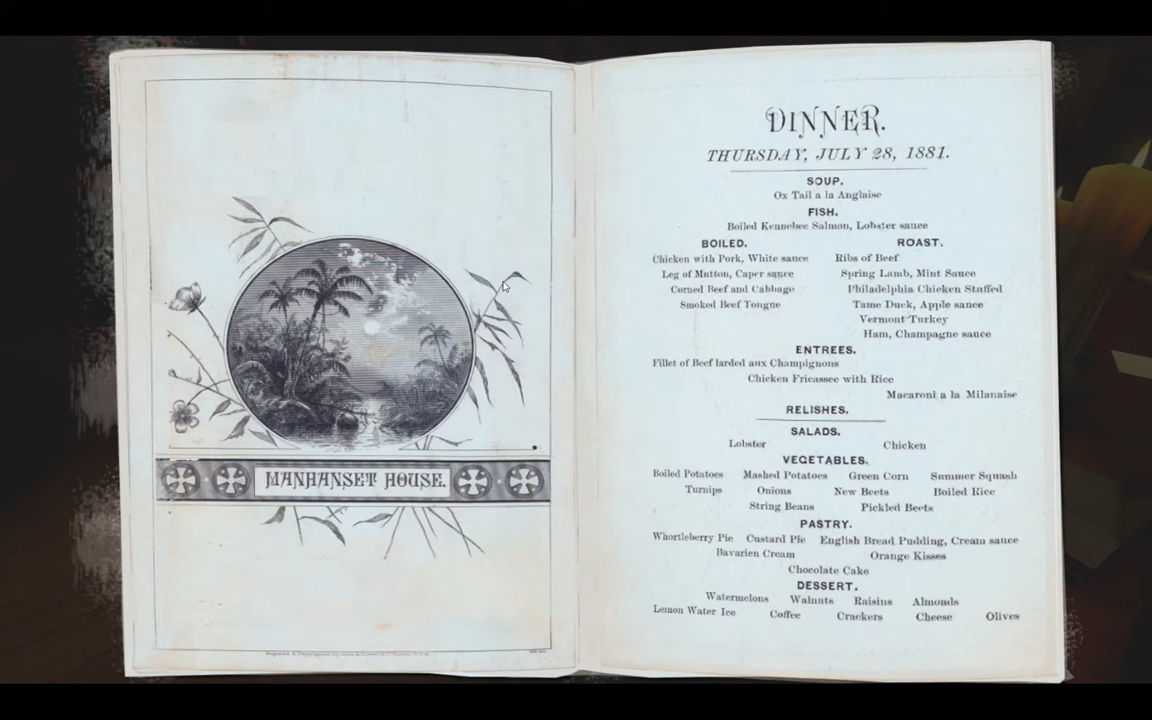 MANHANSET HOUSE.
DINNER.
THURSDAY, JULY 28, 1881.
SOUP.
Ox Tail a la Anglaise
FISH.
Boiled Kennebec Salmon, Lobster sauce
BOILED. ROAST.
Chicken with Pork, White sauce Ribs of Beef
Leg of Mutton, Caper sauce Spring Lamb, Mint Sauce
Corned Beef and Cabbage Philadelphia Chicken Stuffed
Smoked Beef Tongue Tame Duck, Apple sauce
Vermont Turkey
Ham, Champagne sauce
ENTREES.
Fillet of Beef larded aux Champignons
Chicken Fricassee with Rice
Macaroni a la Milanaise
RELISHES.
SALADS.
Lobster Chicken
VEGETABLES.
Boiled Potatoes Mashed Potatoes Green Corn Summer Squash
Turnips Onions New Beets Boiled Rice
String Beans Pickled Beets
PASTRY.
Whortleberry Pie Custard Pie English Bread Pudding, Cream sauce
Bavarien Cream Orange Kisses
Chocolate Cake
DESSERT.
Watermelons Walnuts Raisins Almonds
Lemon Water Ice Coffee Crackers Cheese Olives